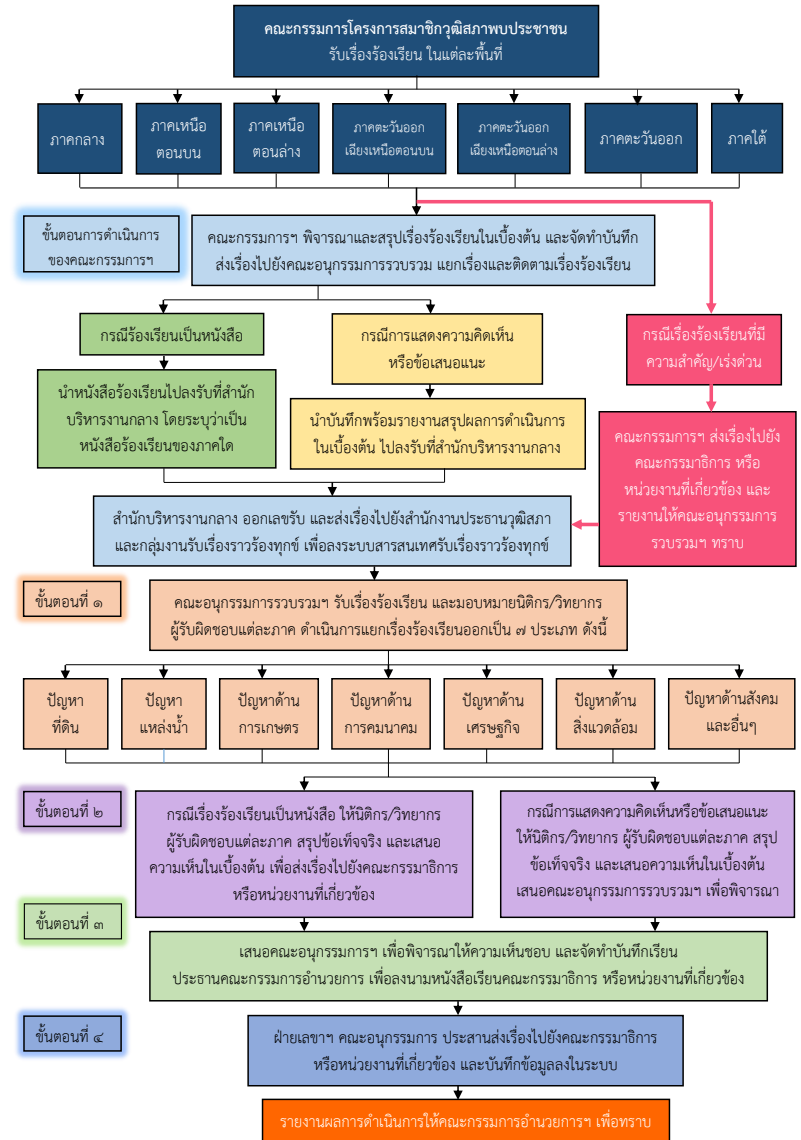 คณะกรรมการโครงการสมาชิกวุฒิสภาพบประชาชน
รับเรื่องร้องเรียน ในแต่ละพื้นที่
ภาคกลาง
ภาคเหนือ
ตอนบน
ภาคเหนือ
ตอนล่าง
ภาคตะวันออก
เฉียงเหนือตอนบน
ภาคตะวันออก
เฉียงเหนือตอนล่าง
ภาคตะวันออก
ภาคใต้
ขั้นตอนการดำเนินการ
ของคณะกรรมการฯ
คณะกรรมการฯ พิจารณาและสรุปเรื่องร้องเรียนในเบื้องต้น และจัดทำบันทึก
ส่งเรื่องไปยังคณะอนุกรรมการรวบรวม แยกเรื่องและติดตามเรื่องร้องเรียน
กรณีร้องเรียนเป็นหนังสือ
กรณีการแสดงความคิดเห็น
หรือข้อเสนอแนะ
กรณีเรื่องร้องเรียนที่มี
ความสำคัญ/เร่งด่วน
นำหนังสือร้องเรียนไปลงรับที่สำนัก
บริหารงานกลาง โดยระบุว่าเป็น
หนังสือร้องเรียนของภาคใด
นำบันทึกพร้อมรายงานสรุปผลการดำเนินการ
ในเบื้องต้น ไปลงรับที่สำนักบริหารงานกลาง
คณะกรรมการฯ ส่งเรื่องไปยัง
คณะกรรมาธิการ หรือ
หน่วยงานที่เกี่ยวข้อง และ
รายงานให้คณะอนุกรรมการ
รวบรวมฯ ทราบ
สำนักบริหารงานกลาง ออกเลขรับ และส่งเรื่องไปยังสำนักงานประธานวุฒิสภา
และกลุ่มงานรับเรื่องราวร้องทุกข์ เพื่อลงระบบสารสนเทศรับเรื่องราวร้องทุกข์
ขั้นตอนที่ ๑
คณะอนุกรรมการรวบรวมฯ รับเรื่องร้องเรียน และมอบหมายนิติกร/วิทยากร
ผู้รับผิดชอบแต่ละภาค ดำเนินการแยกเรื่องร้องเรียนออกเป็น ๗ ประเภท ดังนี้
ปัญหา
ที่ดิน
ปัญหา
แหล่งน้ำ
ปัญหาด้าน
การเกษตร
ปัญหาด้าน
การคมนาคม
ปัญหาด้าน
เศรษฐกิจ
ปัญหาด้าน
สิ่งแวดล้อม
ปัญหาด้านสังคม
และอื่นๆ
ขั้นตอนที่ ๒
กรณีเรื่องร้องเรียนเป็นหนังสือ ให้นิติกร/วิทยากร
ผู้รับผิดชอบแต่ละภาค สรุปข้อเท็จจริง และเสนอ
ความเห็นในเบื้องต้น เพื่อส่งเรื่องไปยังคณะกรรมาธิการ
หรือหน่วยงานที่เกี่ยวข้อง
กรณีการแสดงความคิดเห็นหรือข้อเสนอแนะ
ให้นิติกร/วิทยากร ผู้รับผิดชอบแต่ละภาค สรุป
ข้อเท็จจริง และเสนอความเห็นในเบื้องต้น
เสนอคณะอนุกรรมการรวบรวมฯ เพื่อพิจารณา
ขั้นตอนที่ ๓
เสนอคณะอนุกรรมการฯ เพื่อพิจารณาให้ความเห็นชอบ และจัดทำบันทึกเรียน
ประธานคณะกรรมการอำนวยการ เพื่อลงนามหนังสือเรียนคณะกรรมาธิการ หรือหน่วยงานที่เกี่ยวข้อง
ขั้นตอนที่ ๔
ฝ่ายเลขาฯ คณะอนุกรรมการ ประสานส่งเรื่องไปยังคณะกรรมาธิการ
หรือหน่วยงานที่เกี่ยวข้อง และบันทึกข้อมูลลงในระบบ
รายงานผลการดำเนินการให้คณะกรรมการอำนวยการฯ เพื่อทราบ